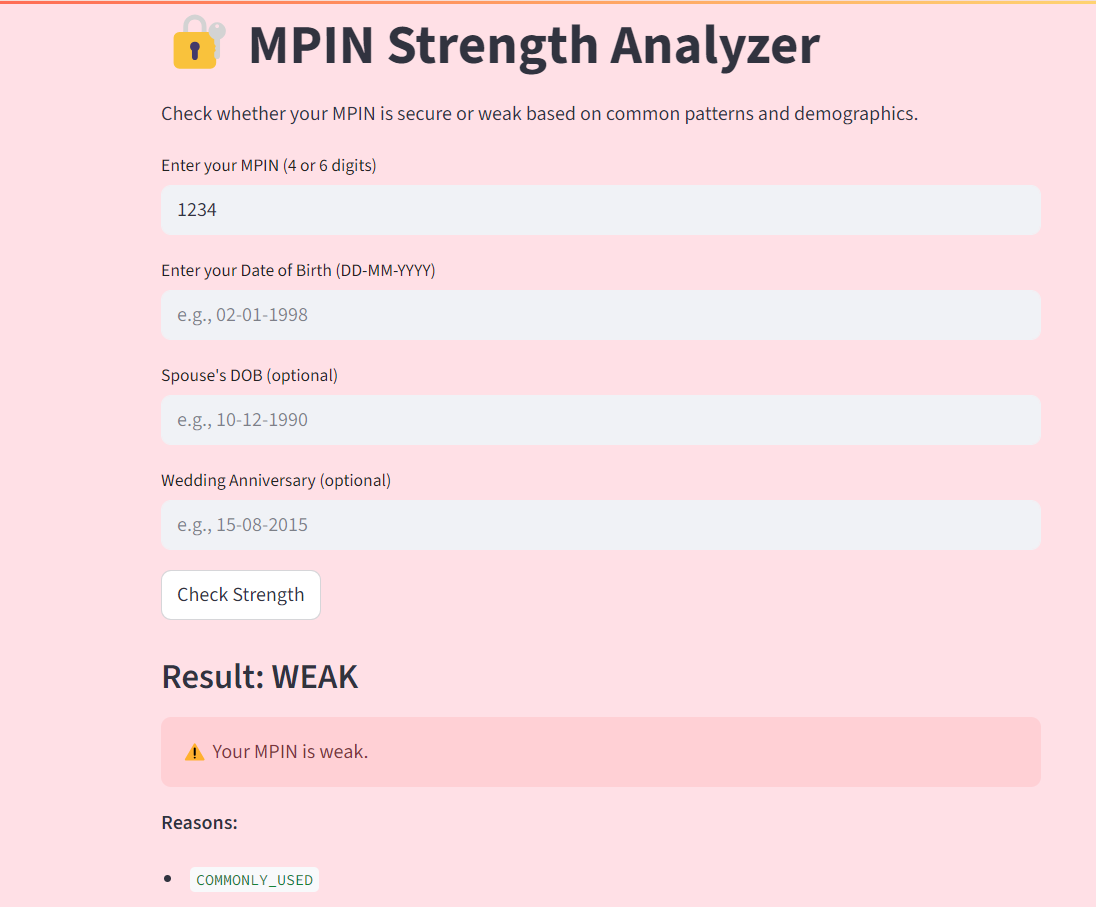 MPIN Strength Analyzer
Check whether your MPIN is secure or weak based on common patterns and demographics.
Enter your MPIN (4 or 6 digits)
1234
Enter your Date of Birth (DD-MM-YYYY)
e.g., 02-01-1998
Spouse's DOB (optional)
e.g., 10-12-1990
Wedding Anniversary (optional)
e.g., 15-08-2015
Check Strength
Result: WEAK
Your MPIN is weak.
Reasons:
COMMONLY_USED